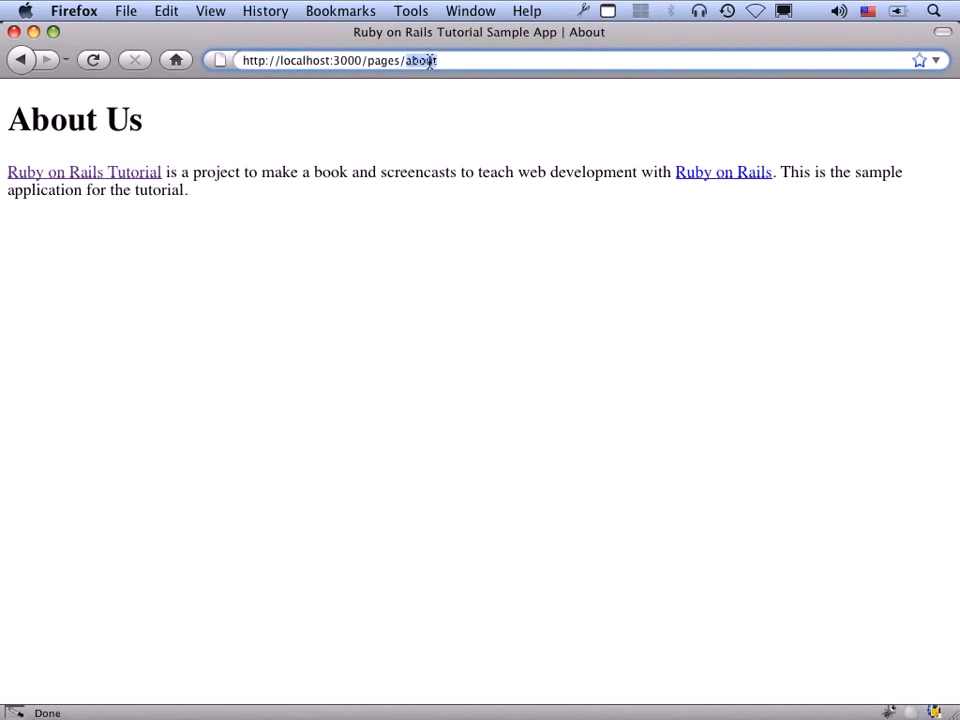 Firefox File Edit View History Bookmarks Tools Window Help
Ruby on Rails Tutorial Sample App | About
http://localhost:3000/pages/about
About Us
Ruby on Rails Tutorial is a project to make a book and screencasts to teach web development with Ruby on Rails. This is the sample
application for the tutorial.
Done